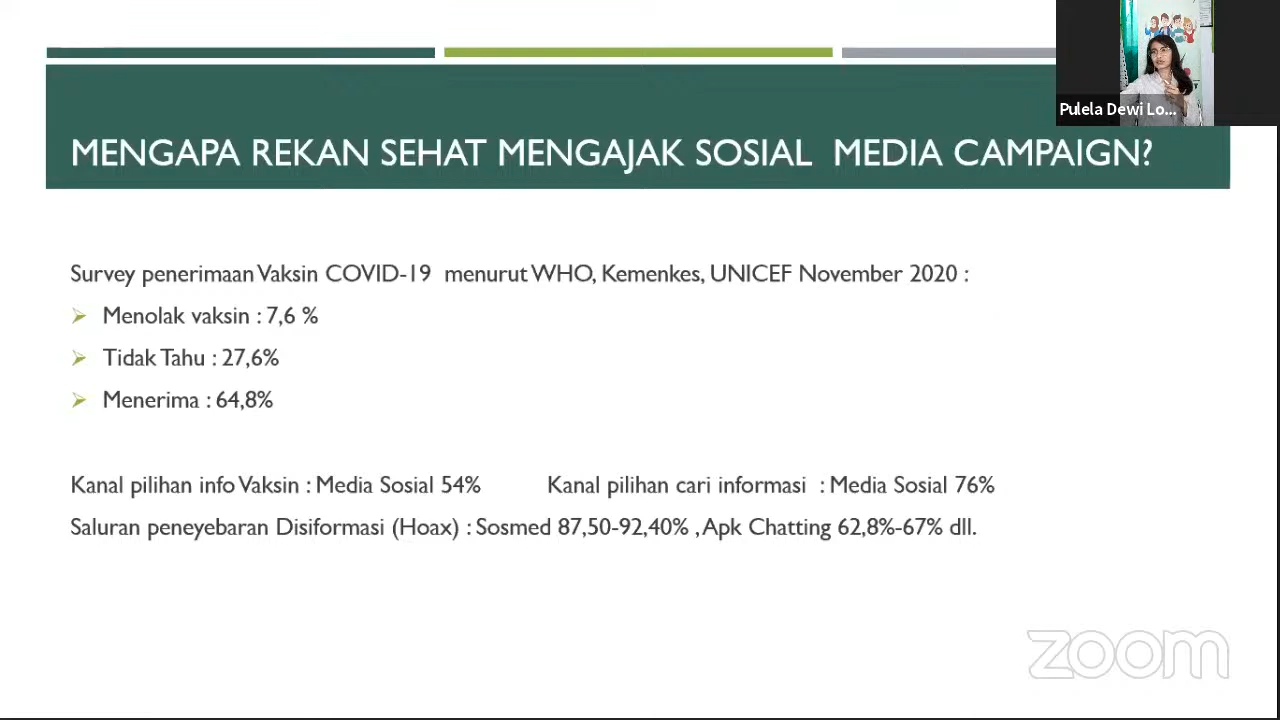 Pulela Dewi Lo...
MENGAPA REKAN SEHAT MENGAJAK SOSIAL MEDIA CAMPAIGN?
Survey penerimaan Vaksin COVID-19 menurut WHO, Kemenkes, UNICEF November 2020 :
Menolak vaksin : 7,6 %
Tidak Tahu : 27,6%
Menerima : 64,8%
Kanal pilihan info Vaksin : Media Sosial 54% Kanal pilihan cari informasi : Media Sosial 76%
Saluran peneyebaran Disiformasi (Hoax) : Sosmed 87,50-92,40% , Apk Chatting 62,8%-67% dll.
zoom